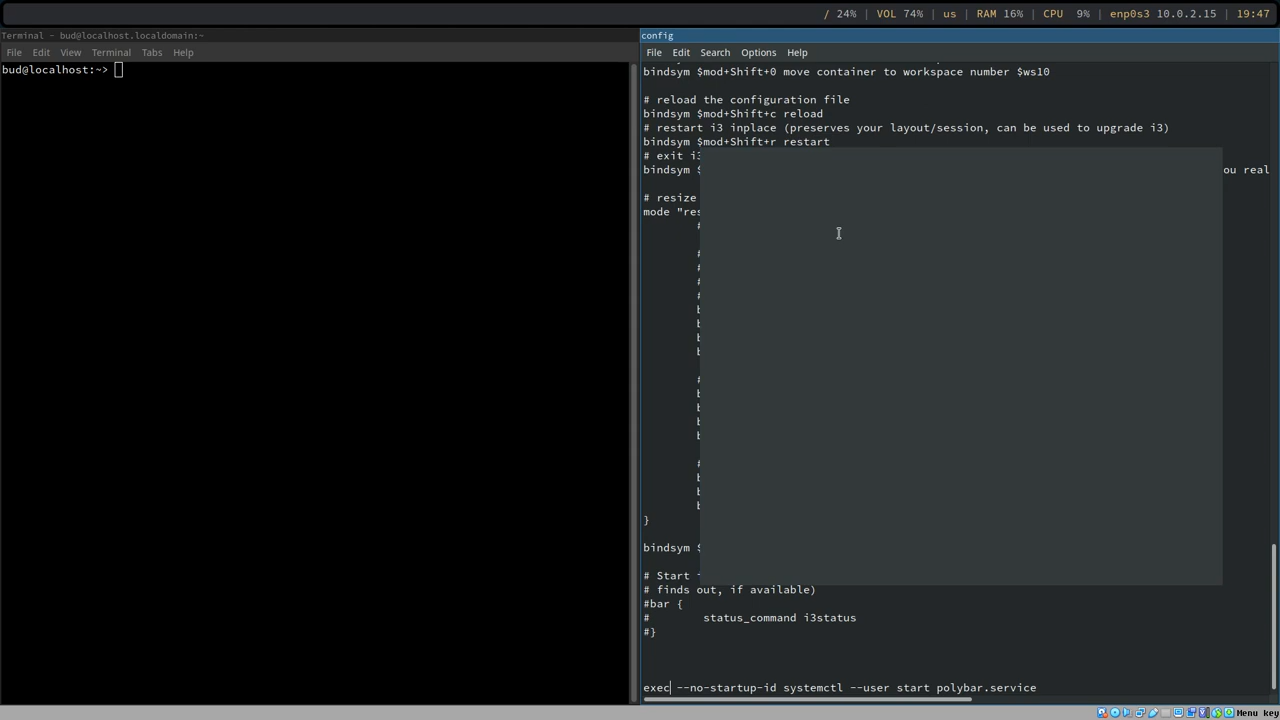 / 24% | VOL 74% | us | RAM 16% | CPU 9% | enp0s3 10.0.2.15 | 19:47
Terminal - bud@localhost.localdomain:~
File Edit View Terminal Tabs Help
bud@localhost:~>
config
File Edit Search Options Help
bindsym $mod+Shift+0 move container to workspace number $ws10
# reload the configuration file
bindsym $mod+Shift+c reload
# restart i3 inplace (preserves your layout/session, can be used to upgrade i3)
bindsym $mod+Shift+r restart
# exit i3
bindsym $ ou real
# resize
mode "res
#
#
#
#
#
b
b
b
b
#
b
b
b
b
#
b
b
b
}
bindsym $
# Start
# finds out, if available)
#bar {
# status_command i3status
#}
exec --no-startup-id systemctl --user start polybar.service
Menu key